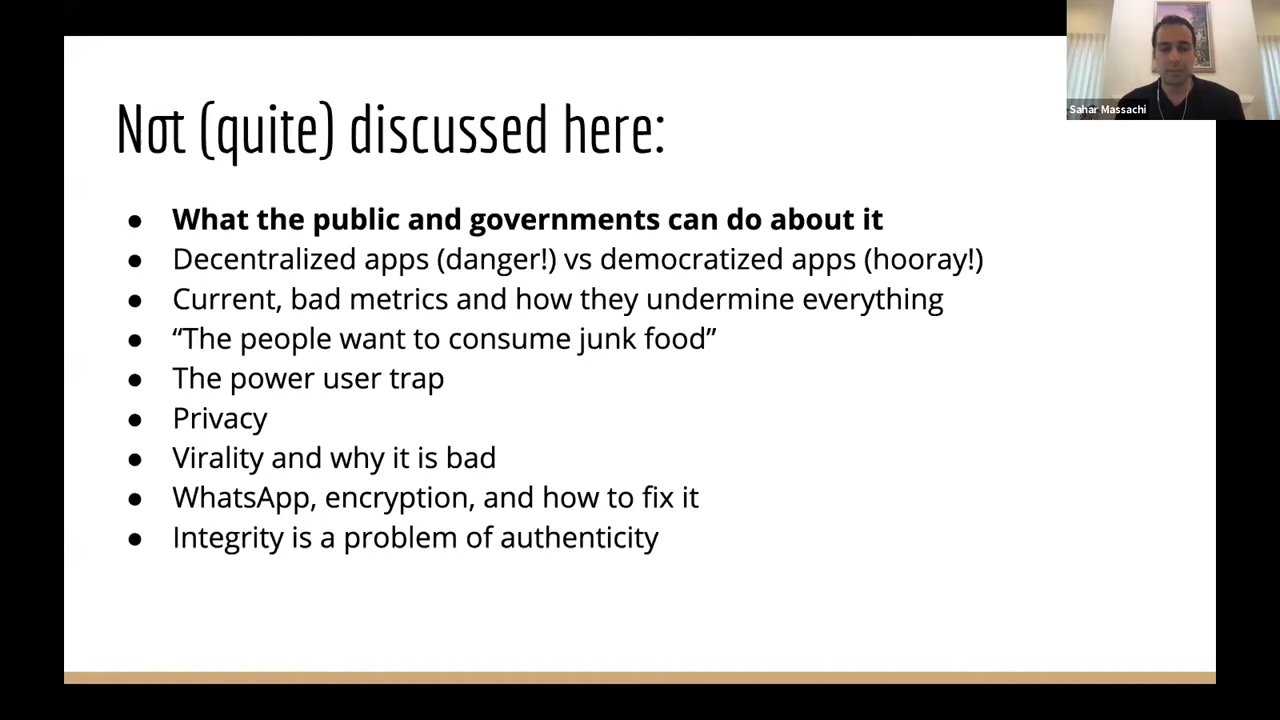 Not (quite) discussed here:
Sahar Massachi
● What the public and governments can do about it
● Decentralized apps (danger!) vs democratized apps (hooray!)
● Current, bad metrics and how they undermine everything
● “The people want to consume junk food”
● The power user trap
● Privacy
● Virality and why it is bad
● WhatsApp, encryption, and how to fix it
● Integrity is a problem of authenticity